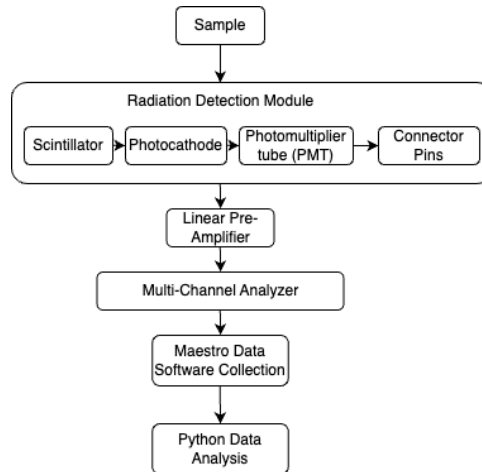 Sample
Radiation Detection Module
Scintillator
Photocathode
Photomultiplier
tube (PMT)
Connector
Pins
Linear Pre-
Amplifier
Multi-Channel Analyzer
Maestro Data
Software Collection
Python Data
Analysis